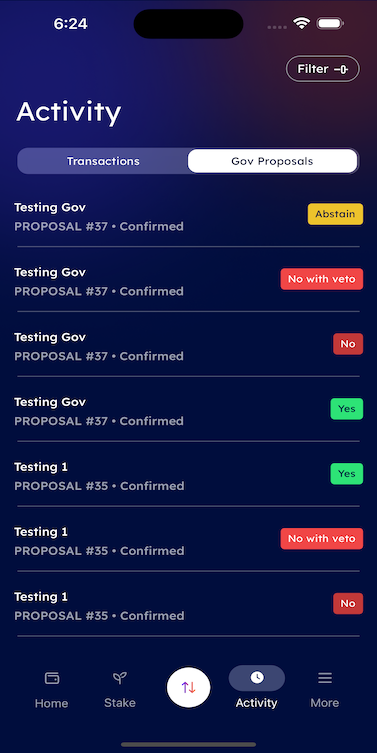 6:24
Filter
Activity
Transactions
Gov Proposals
Testing Gov
Abstain
PROPOSAL #37 • Confirmed
Testing Gov
No with veto
PROPOSAL #37 • Confirmed
Testing Gov
No
PROPOSAL #37 • Confirmed
Testing Gov
Yes
PROPOSAL #37 • Confirmed
Testing 1
Yes
PROPOSAL #35 • Confirmed
Testing 1
No with veto
PROPOSAL #35 • Confirmed
Testing 1
No
PROPOSAL #35 • Confirmed
Home
Stake
Activity
More